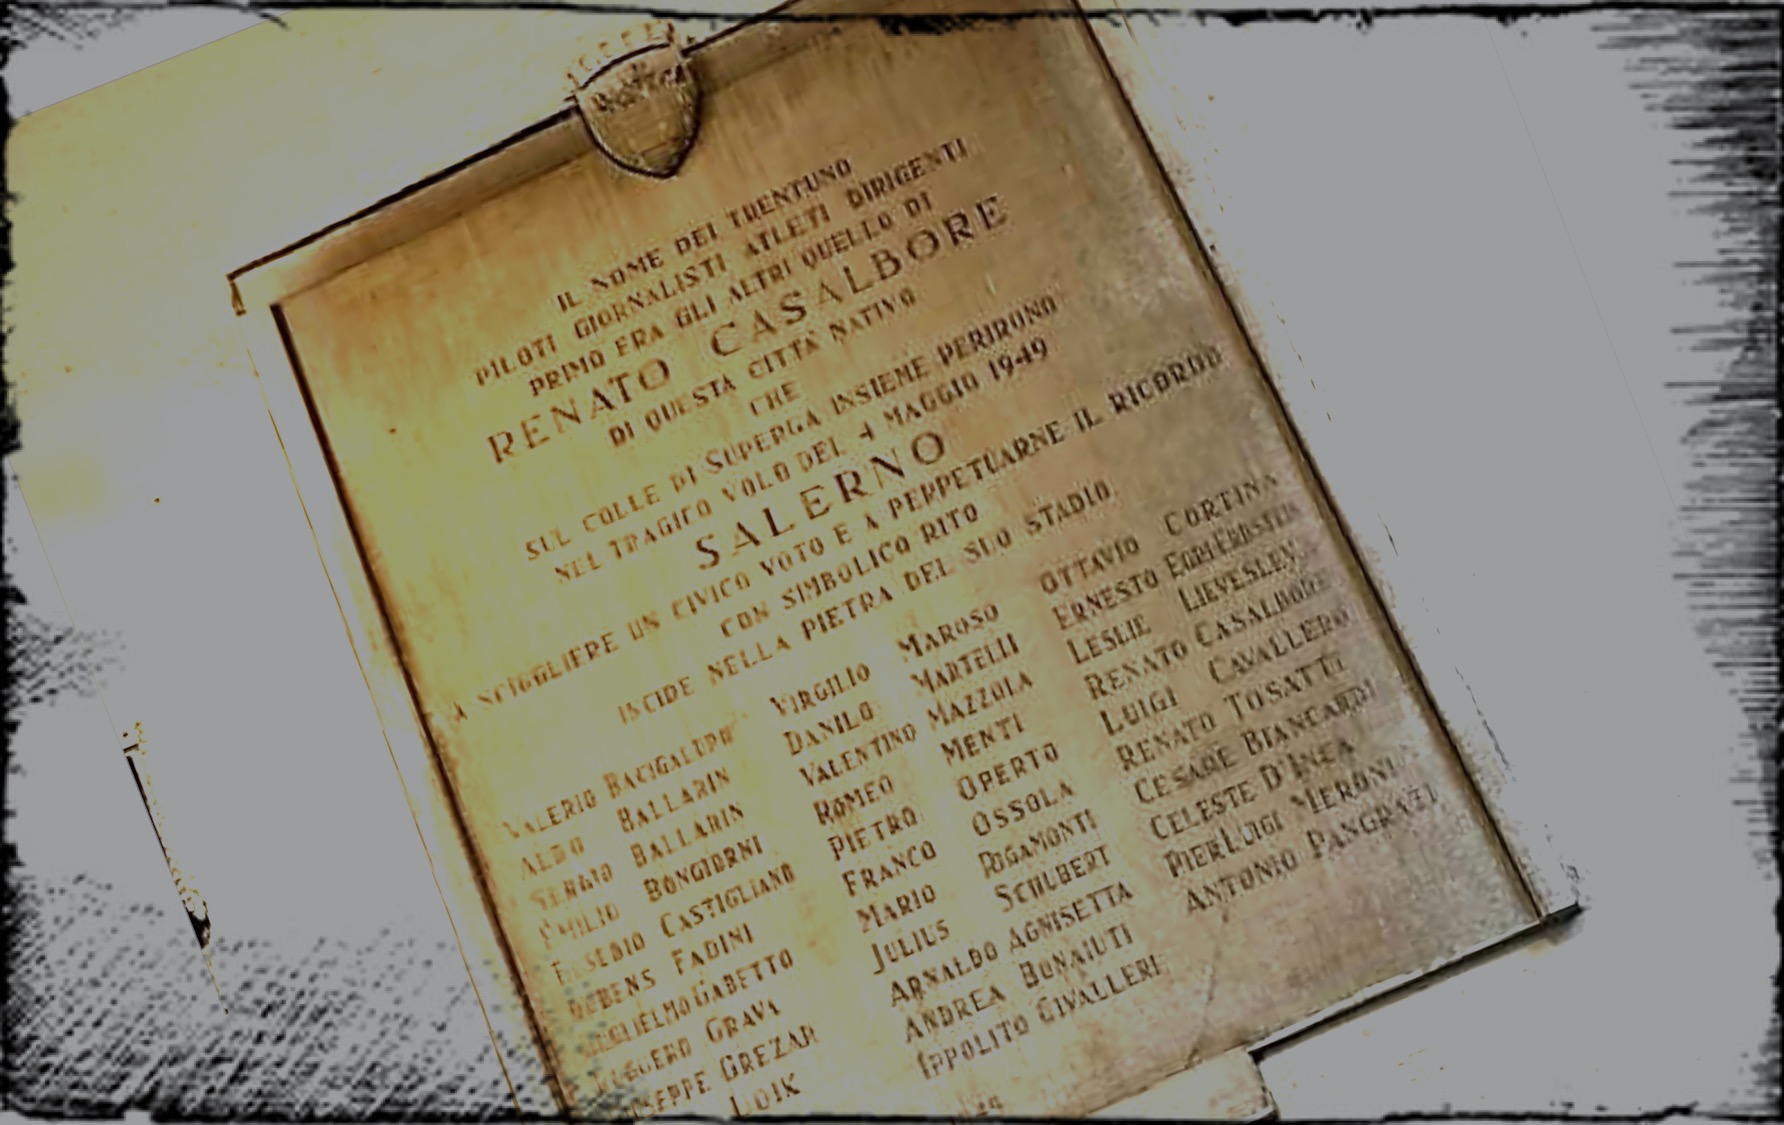 IL NOME DEI TRENTUNO
PILOTI GIORNALISTI ATLETI DIRIGENTI
PRIMO FRA GLI ALTRI QUELLO DI
RENATO CASALBORE
DI QUESTA CITTÀ NATIVO
CHE
SUL COLLE DI SUPERGA INSIEME PERIRONO
NEL TRAGICO VOLO DEL 4 MAGGIO 1949
SALERNO
A SCIOGLIERE UN CIVICO VOTO E A PERPETUARNE IL RICORDO
CON SIMBOLICO RITO
INCIDE NELLA PIETRA DEL SUO STADIO
VALERIO BACIGALUPO
ALDO BALLARIN
SERGIO BALLARIN
EMILIO BONGIORNI
EUSEBIO CASTIGLIANO
RUBENS FADINI
GUGLIELMO GABETTO
RUGGERO GRAVA
GIUSEPPE GREZAR
LOIK
VIRGILIO MAROSO
DANILO MARTELLI
VALENTINO MAZZOLA
ROMEO MENTI
PIETRO OPERTO
FRANCO OSSOLA
MARIO RIGAMONTI
JULIUS SCHUBERT
ARNALDO AGNISETTA
ANDREA BONAIUTI
IPPOLITO CIVALLERI
OTTAVIO CORTINA
ERNESTO
LESLIE LIEVESLEY
RENATO CASALBORE
LUIGI CAVALLERO
RENATO TOSATTI
CESARE BIANCARDI
CELESTE D'INCA
PIERLUIGI MERONI
ANTONIO PANGRAZI